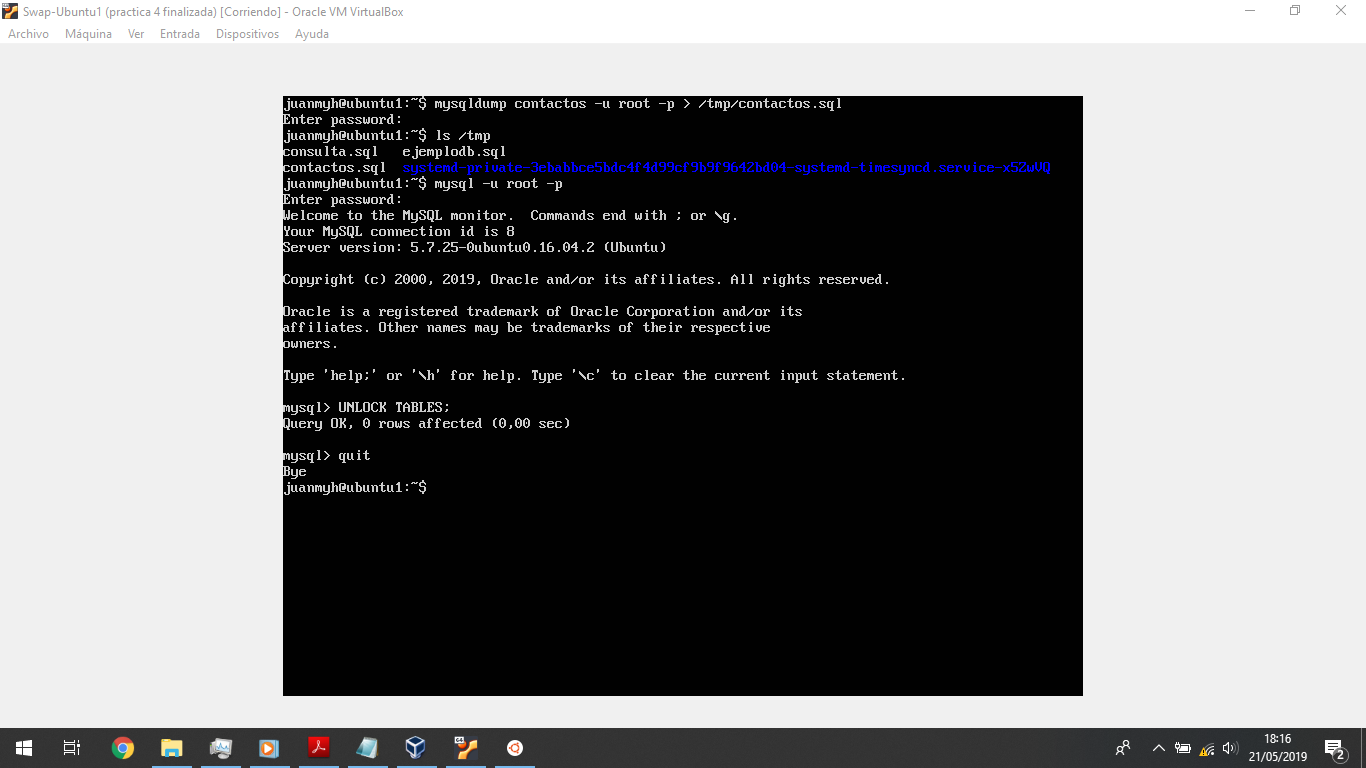 Swap-Ubuntu1 (practica 4 finalizada) [Corriendo] - Oracle VM VirtualBox
Archivo Máquina Ver Entrada Dispositivos Ayuda
juanmyh@ubuntu1:~$ mysqldump contactos -u root -p > /tmp/contactos.sql
Enter password:
juanmyh@ubuntu1:~$ ls /tmp
consulta.sql ejemplodb.sql
contactos.sql systemd-private-3ebabbce5bdc4f4d99ef9b9f9642bd04-systemd-timesyncd.service-x5ZwVQ
juanmyh@ubuntu1:~$ mysql -u root -p
Enter password:
Welcome to the MySQL monitor. Commands end with ; or \g.
Your MySQL connection id is 8
Server version: 5.7.25-0ubuntu0.16.04.2 (Ubuntu)
Copyright (c) 2000, 2019, Oracle and/or its affiliates. All rights reserved.
Oracle is a registered trademark of Oracle Corporation and/or its
affiliates. Other names may be trademarks of their respective
owners.
Type 'help;' or '\h' for help. Type '\c' to clear the current input statement.
mysql> UNLOCK TABLES;
Query OK, 0 rows affected (0,00 sec)
mysql> quit
Bye
juanmyh@ubuntu1:~$
18:16
21/05/2019
2